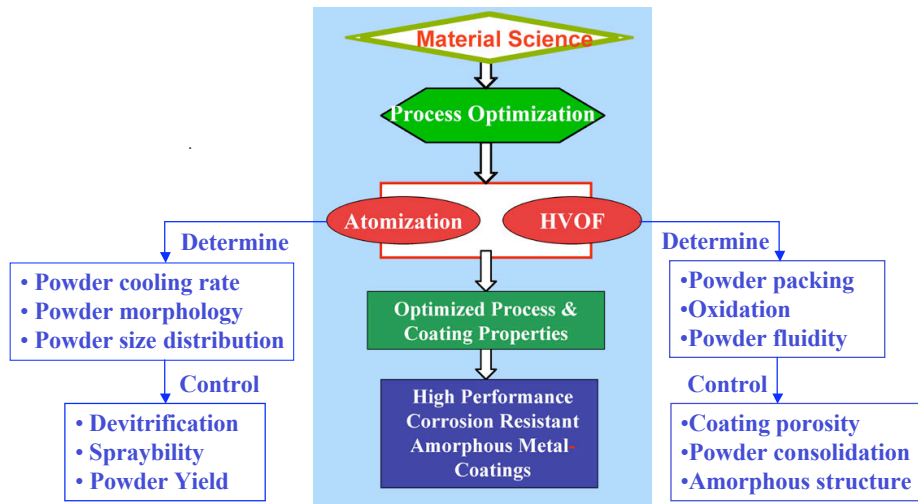 Material Science
Process Optimization
Atomization
HVOF
Determine
• Powder cooling rate
• Powder morphology
• Powder size distribution
Control
• Devitrification
• Spraybility
• Powder Yield
Determine
•Powder packing
•Oxidation
•Powder fluidity
Control
•Coating porosity
•Powder consolidation
•Amorphous structure
Optimized Process &
Coating Properties
High Performance
Corrosion Resistant
Amorphous Metal-
Coatings